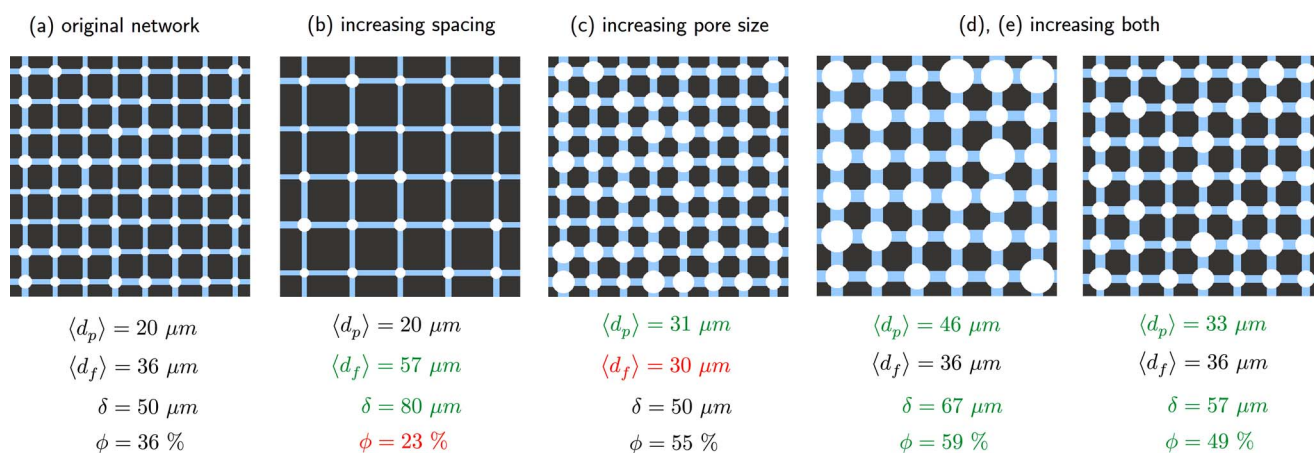 (a) original network
(b) increasing spacing
(c) increasing pore size
(d), (e) increasing both
⟨d_p⟩ = 20 μm
⟨d_f⟩ = 36 μm
δ = 50 μm
ϕ = 36 %
⟨d_p⟩ = 20 μm
⟨d_f⟩ = 57 μm
δ = 80 μm
ϕ = 23 %
⟨d_p⟩ = 31 μm
⟨d_f⟩ = 30 μm
δ = 50 μm
ϕ = 55 %
⟨d_p⟩ = 46 μm
⟨d_f⟩ = 36 μm
δ = 67 μm
ϕ = 59 %
⟨d_p⟩ = 33 μm
⟨d_f⟩ = 36 μm
δ = 57 μm
ϕ = 49 %